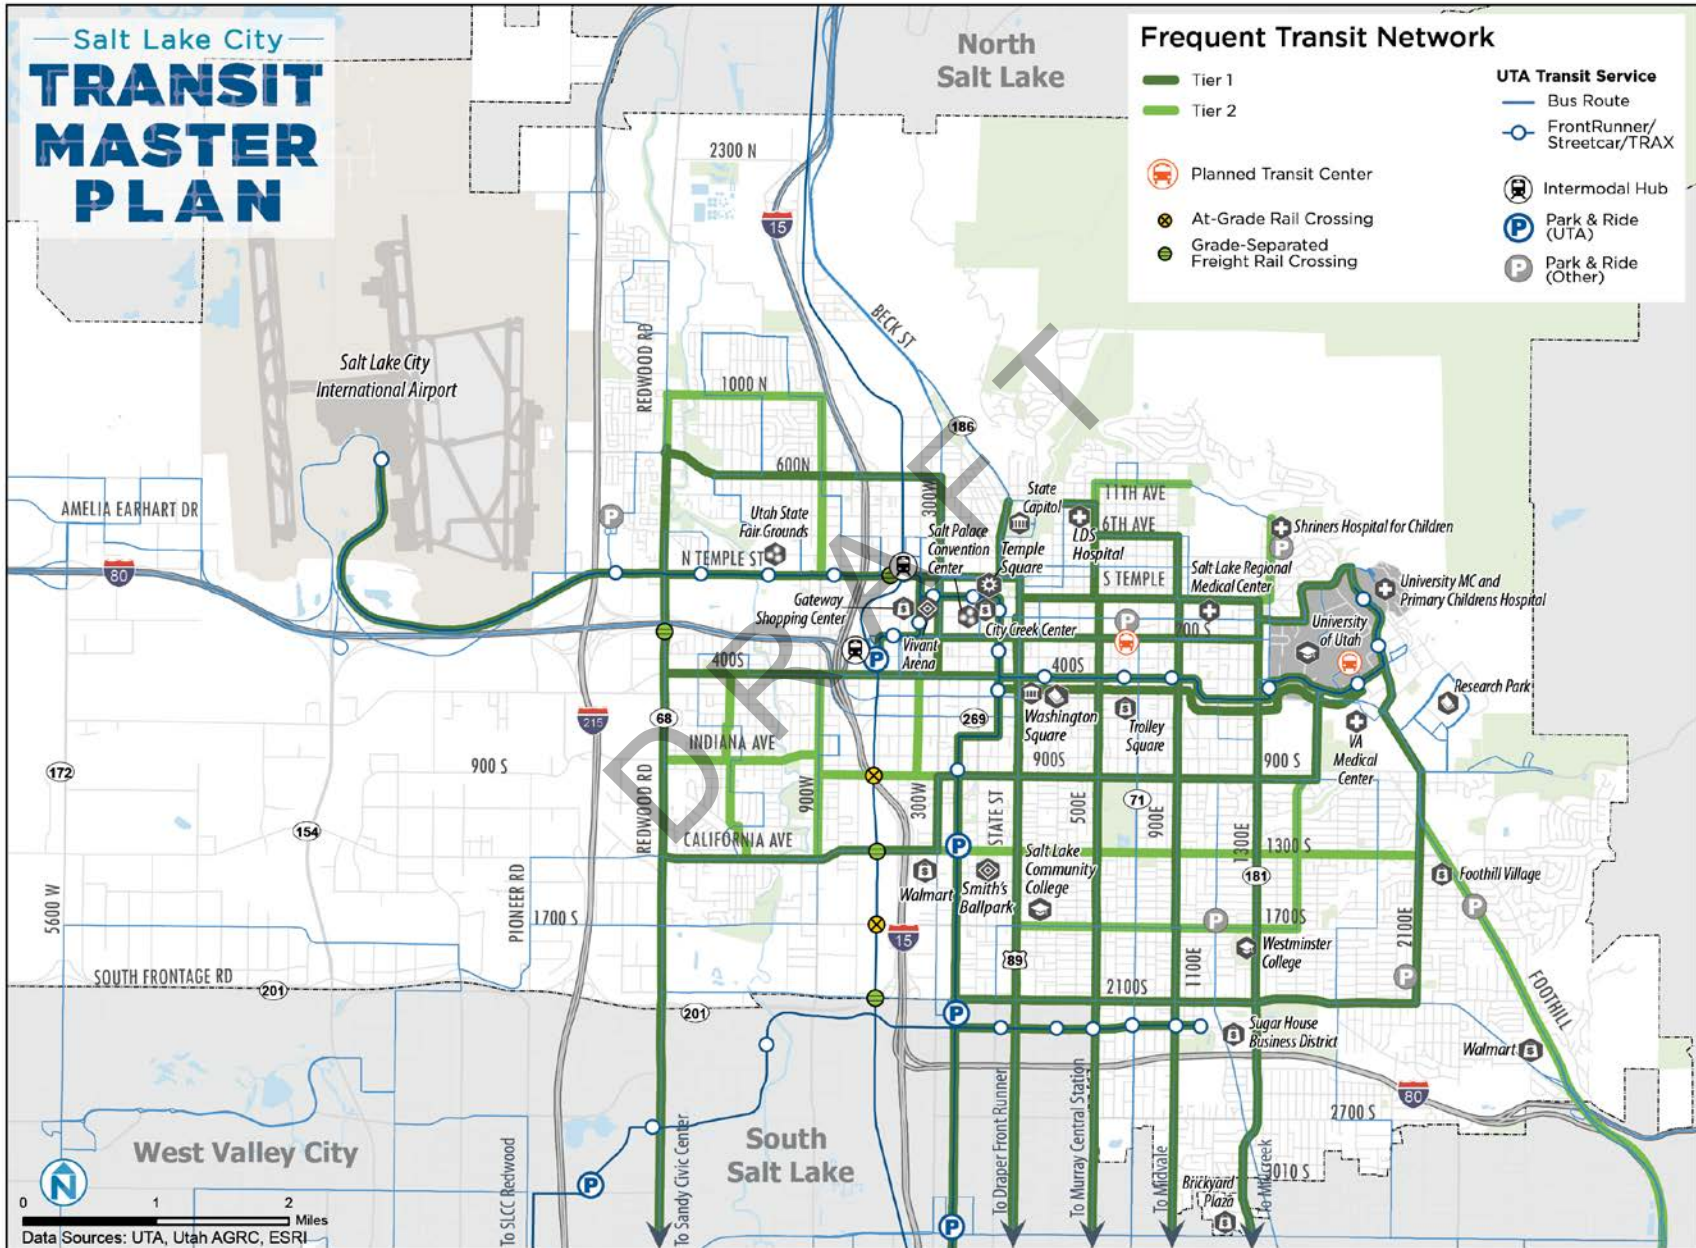 Salt Lake City
TRANSIT
MASTER
PLAN
North
Salt Lake
Frequent Transit Network
Tier 1
Tier 2
Planned Transit Center
At-Grade Rail Crossing
Grade-Separated
Freight Rail Crossing
UTA Transit Service
Bus Route
FrontRunner/
Streetcar/TRAX
Intermodal Hub
P
Park & Ride
(UTA)
P
Park & Ride
(Other)
2300 N
15
BECK ST
REDWOOD RD
Salt Lake City
International Airport
1000 N
186
600N
300W
State
Capitol
11TH AVE
6TH AVE
LDS
Hospital
Shriners Hospital for Children
P
P
AMELIA EARHART DR
Utah State
Fair Grounds
Salt Palace
Convention
Center
Temple
Square
N TEMPLE ST
S TEMPLE
Salt Lake Regional
Medical Center
University MC and
Primary Childrens Hospital
80
Gateway
Shopping Center
City Creek Center
P
University
of Utah
Vivant
Arena
P
400S
400S
Research Park
215
68
269
Washington
Square
Trolley
Square
VA
Medical
Center
INDIANA AVE
900 S
900S
900 S
172
REDWOOD RD
900W
300W
STATE ST
500E
71
900E
1300E
154
CALIFORNIA AVE
P
1300 S
Salt Lake
Community
College
181
Foothill Village
5600 W
PIONEER RD
Walmart
Smith's
Ballpark
P
1700 S
1700S
P
2100E
15
89
Westminster
College
1100E
SOUTH FRONTAGE RD
201
2100S
P
FOOTHILL
201
P
Sugar House
Business District
Walmart
80
2700 S
West Valley City
South
Salt Lake
To SLCC Redwood
To Sandy Civic Center
To Draper Front Runner
To Murray Central Station
To Midvale
To Millcreek
Brickyard
Plaza
P
P
N
0 1 2
Miles
Data Sources: UTA, Utah AGRC, ESRI
DRAFT